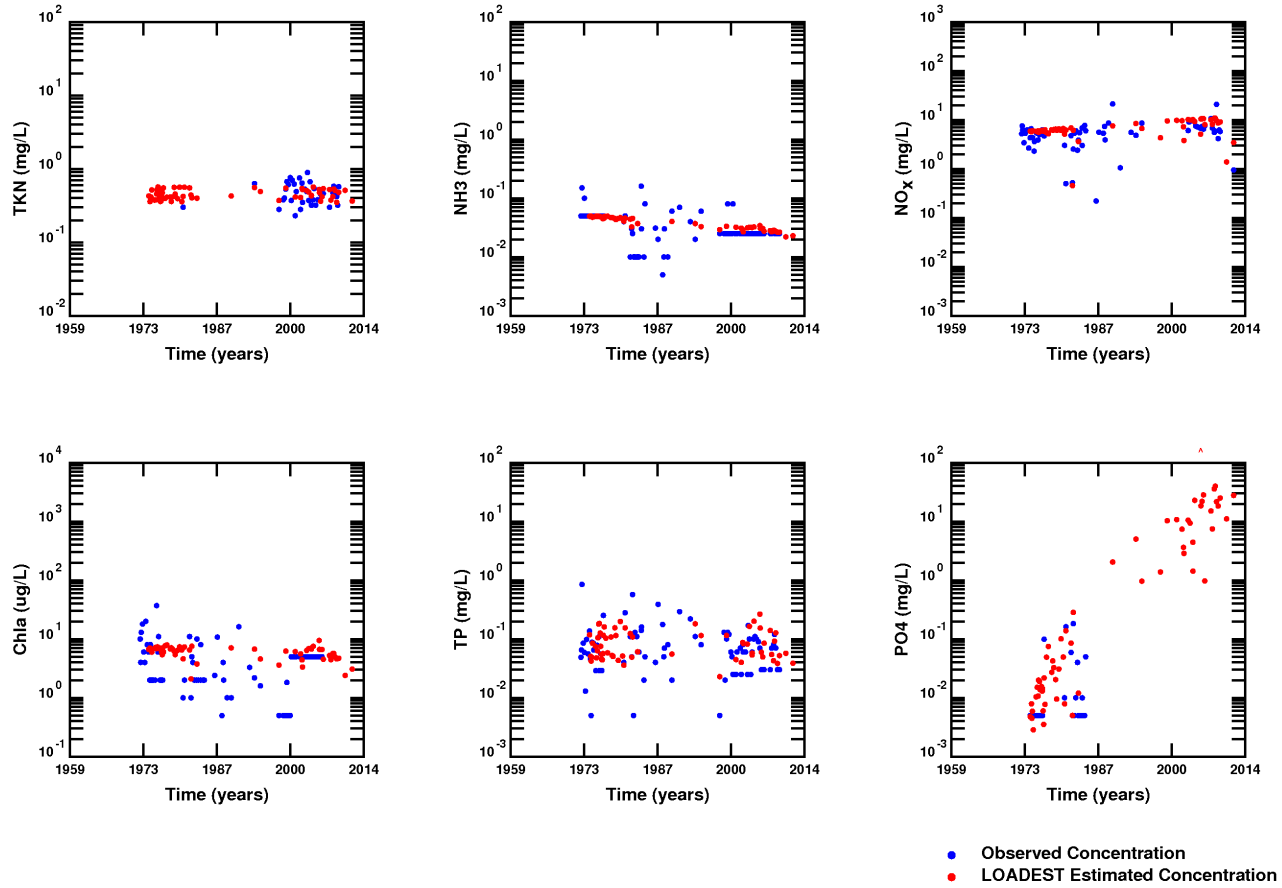 10^2 10^2 10^3
10^1 10^1 10^2
10^0 10^0 10^1
10^-1 10^-1 10^0
10^-2 10^-2 10^-1
10^-3 10^-2
10^-3
TKN (mg/L) NH3 (mg/L) NO_X (mg/L)
1959 1973 1987 2000 2014 1959 1973 1987 2000 2014 1959 1973 1987 2000 2014
Time (years) Time (years) Time (years)
10^4 10^2 10^2
10^3 10^1 10^1
10^2 10^0 10^0
10^1 10^-1 10^-1
10^0 10^-2 10^-2
10^-1 10^-3 10^-3
Chla (ug/L) TP (mg/L) PO4 (mg/L)
^
1959 1973 1987 2000 2014 1959 1973 1987 2000 2014 1959 1973 1987 2000 2014
Time (years) Time (years) Time (years)
Observed Concentration
LOADEST Estimated Concentration